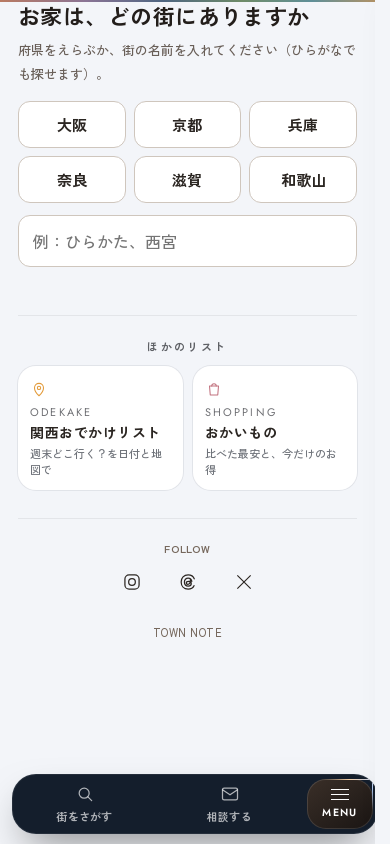 お家は、どの街にありますか
府県をえらぶか、街の名前を入れてください（ひらがなで
も探せます）。
大阪
京都
兵庫
奈良
滋賀
和歌山
例：ひらかた、西宮
ほかのリスト
ODEKAKE
関西おでかけリスト
週末どこ行く？を日付と地
図で
SHOPPING
おかいもの
比べた最安と、今だけのお
得
FOLLOW
TOWN NOTE
街をさがす
相談する
MENU